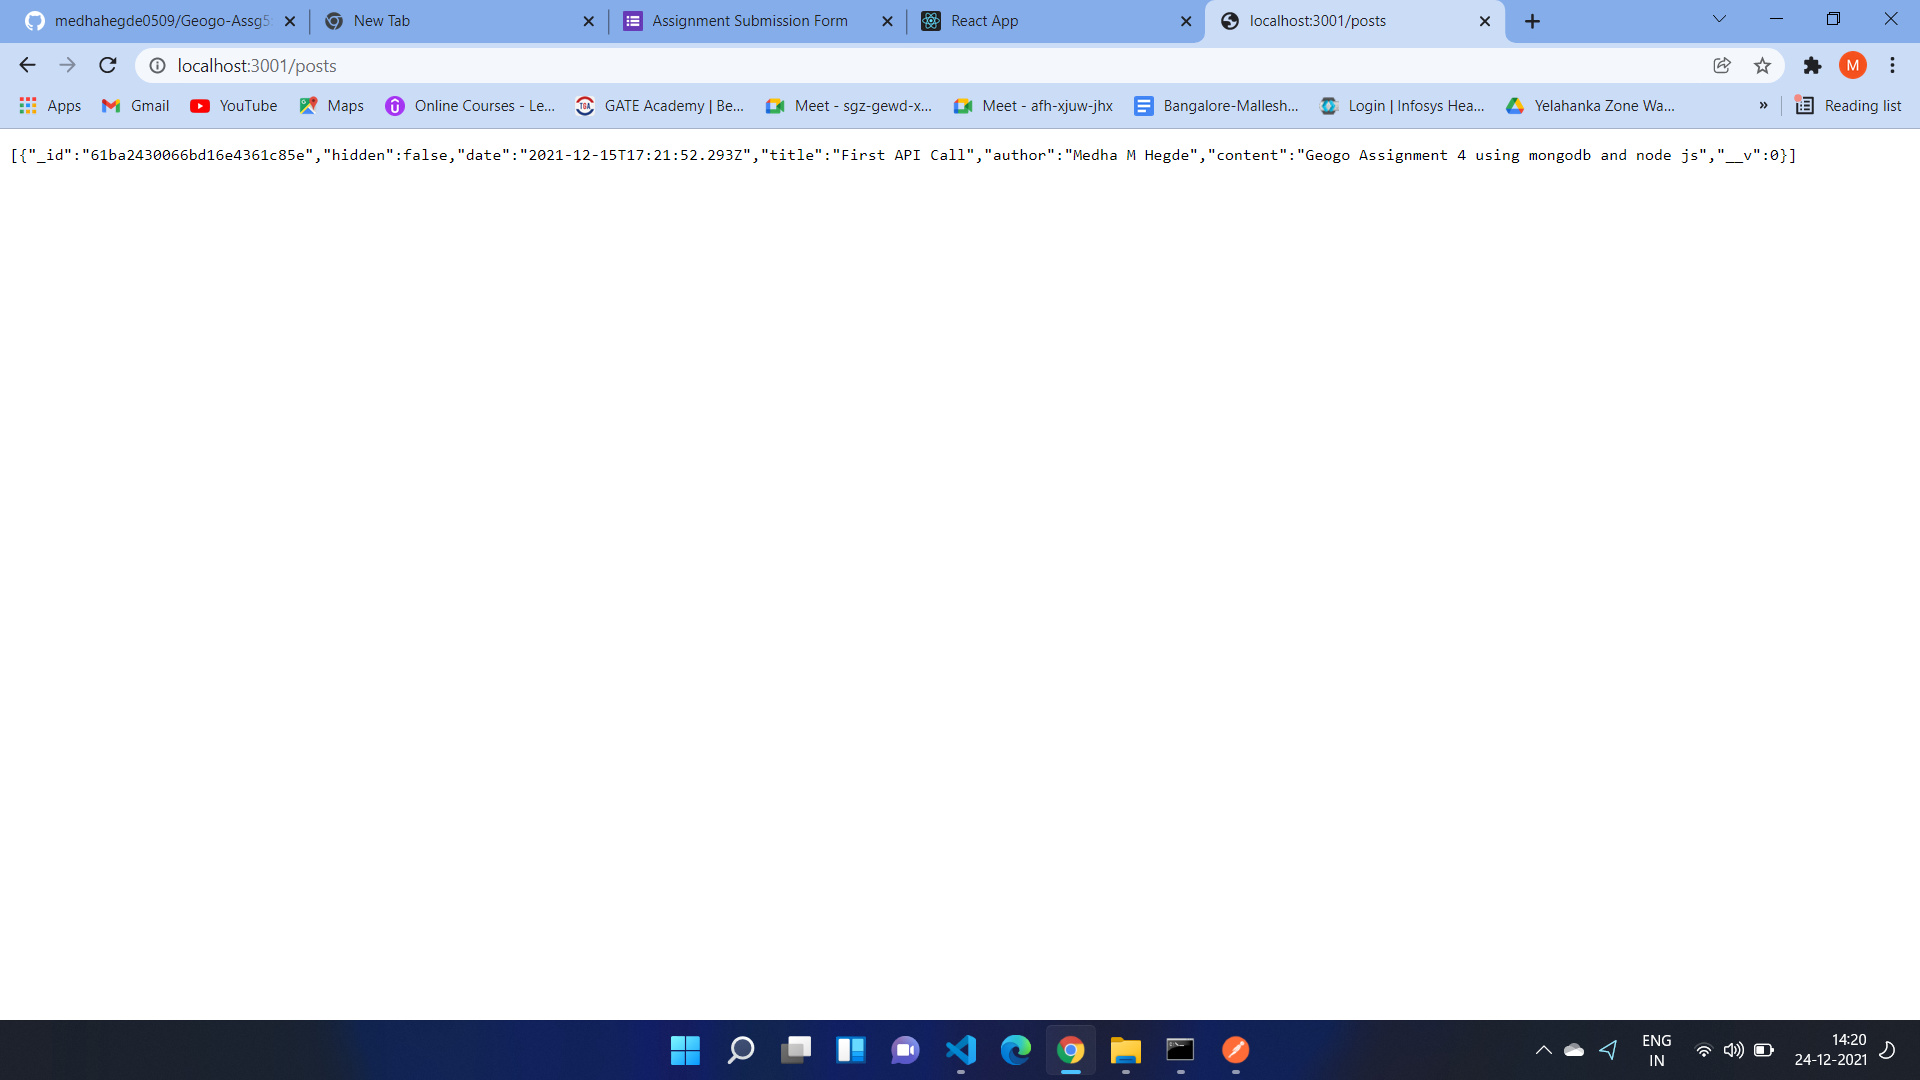 medhahegde0509/Geogo-Assg5
New Tab
Assignment Submission Form
React App
localhost:3001/posts
localhost:3001/posts
M
Apps
Gmail
YouTube
Maps
Online Courses - Le...
GATE Academy | Be...
Meet - sgz-gewd-x...
Meet - afh-xjuw-jhx
Bangalore-Mallesh...
Login | Infosys Hea...
Yelahanka Zone Wa...
»
Reading list
[{"_id":"61ba2430066bd16e4361c85e","hidden":false,"date":"2021-12-15T17:21:52.293Z","title":"First API Call","author":"Medha M Hegde","content":"Geogo Assignment 4 using mongodb and node js","__v":0}]
ENG
IN
14:20
24-12-2021